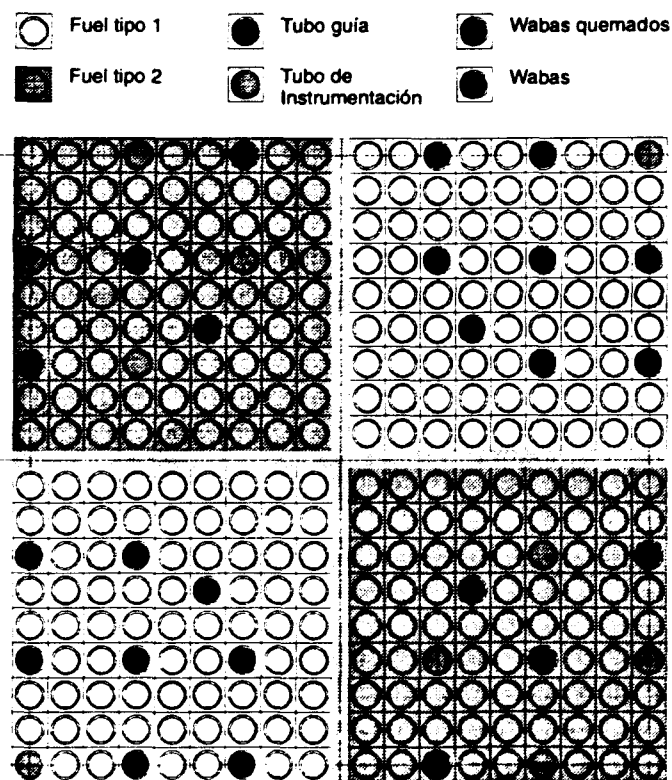 Fuel tipo 1
Tubo guía
Wabas quemados
Fuel tipo 2
Tubo de
Instrumentación
Wabas